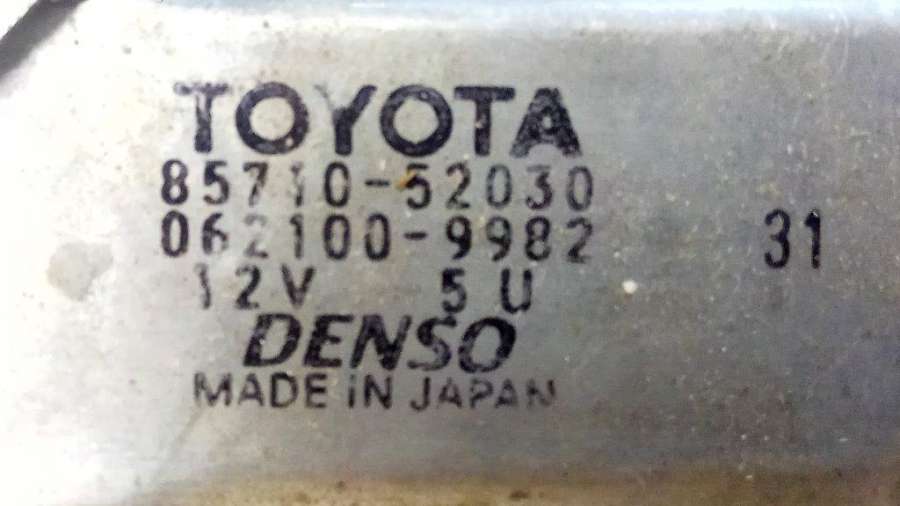 TOYOTA
85710-52030
062100-9982 31
12V 5U
DENSO
MADE IN JAPAN